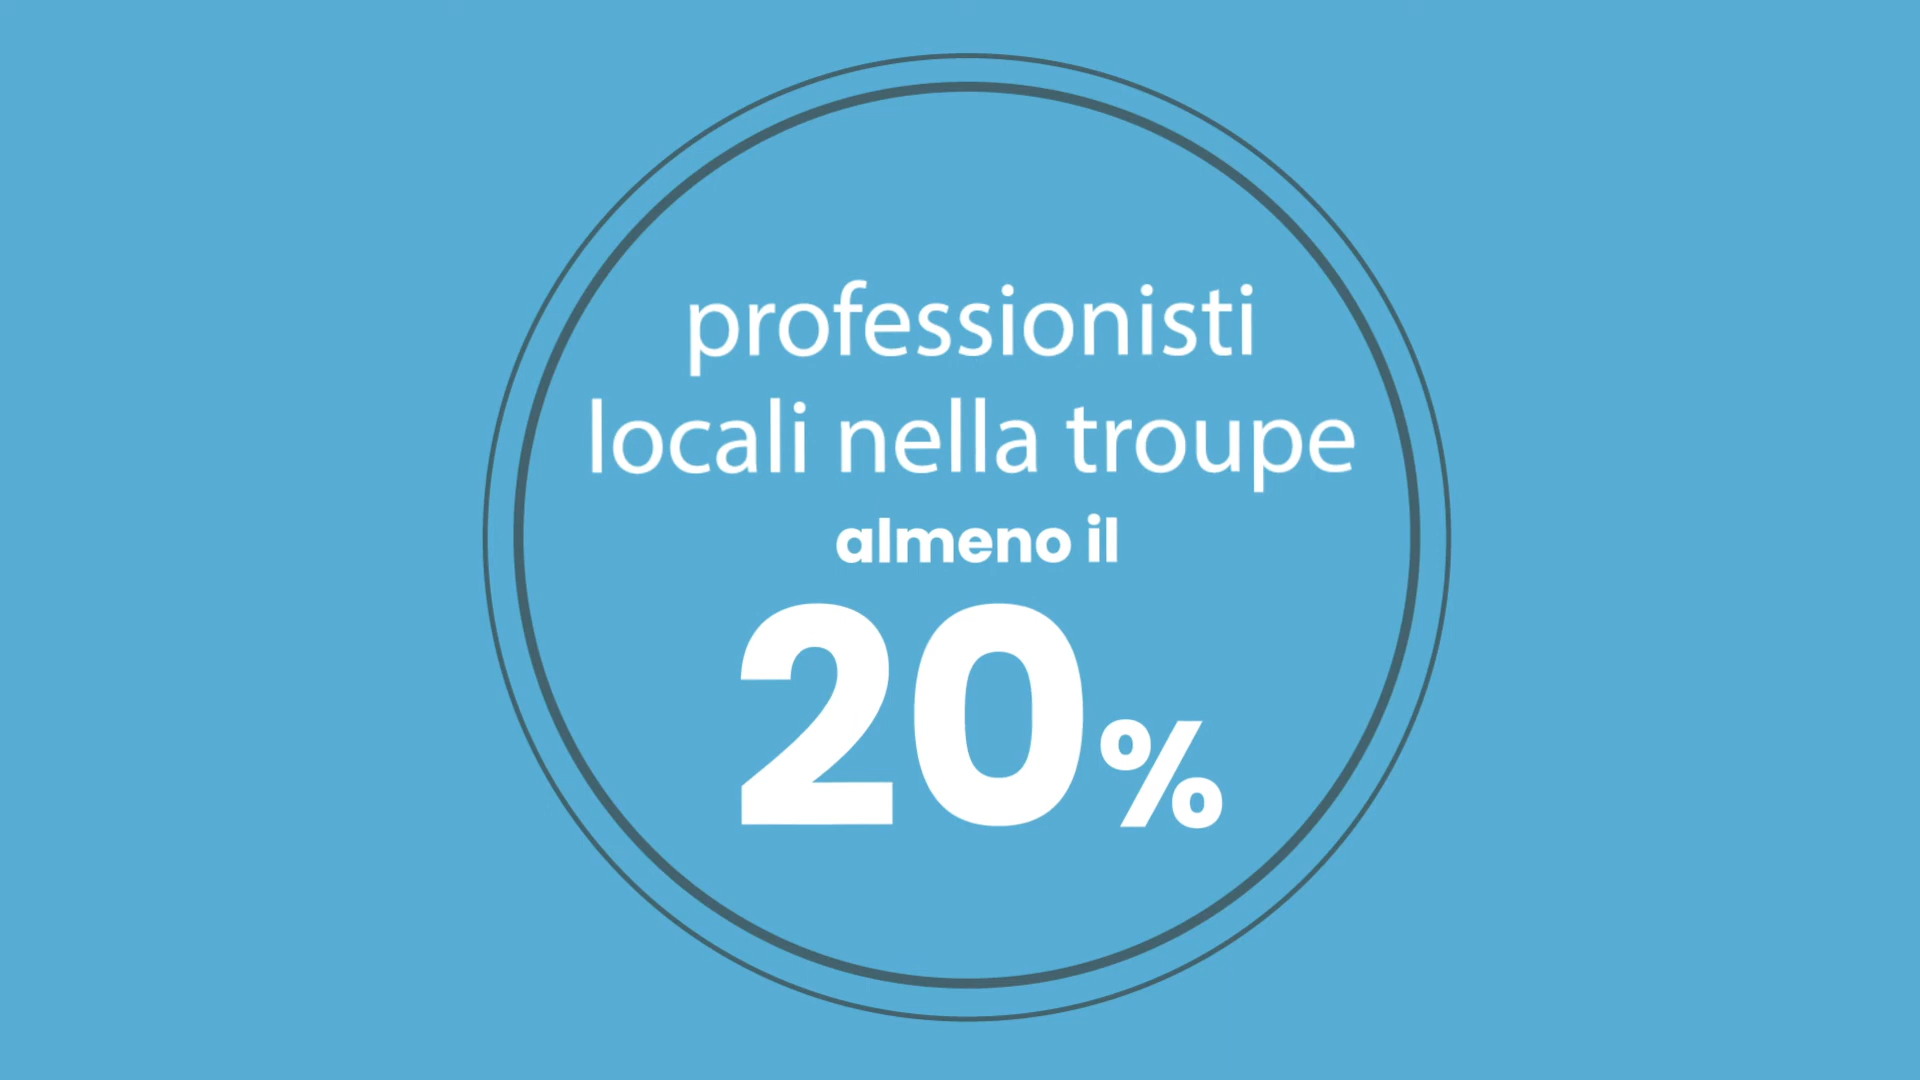 professionisti
locali nella troupe
almeno il
20%